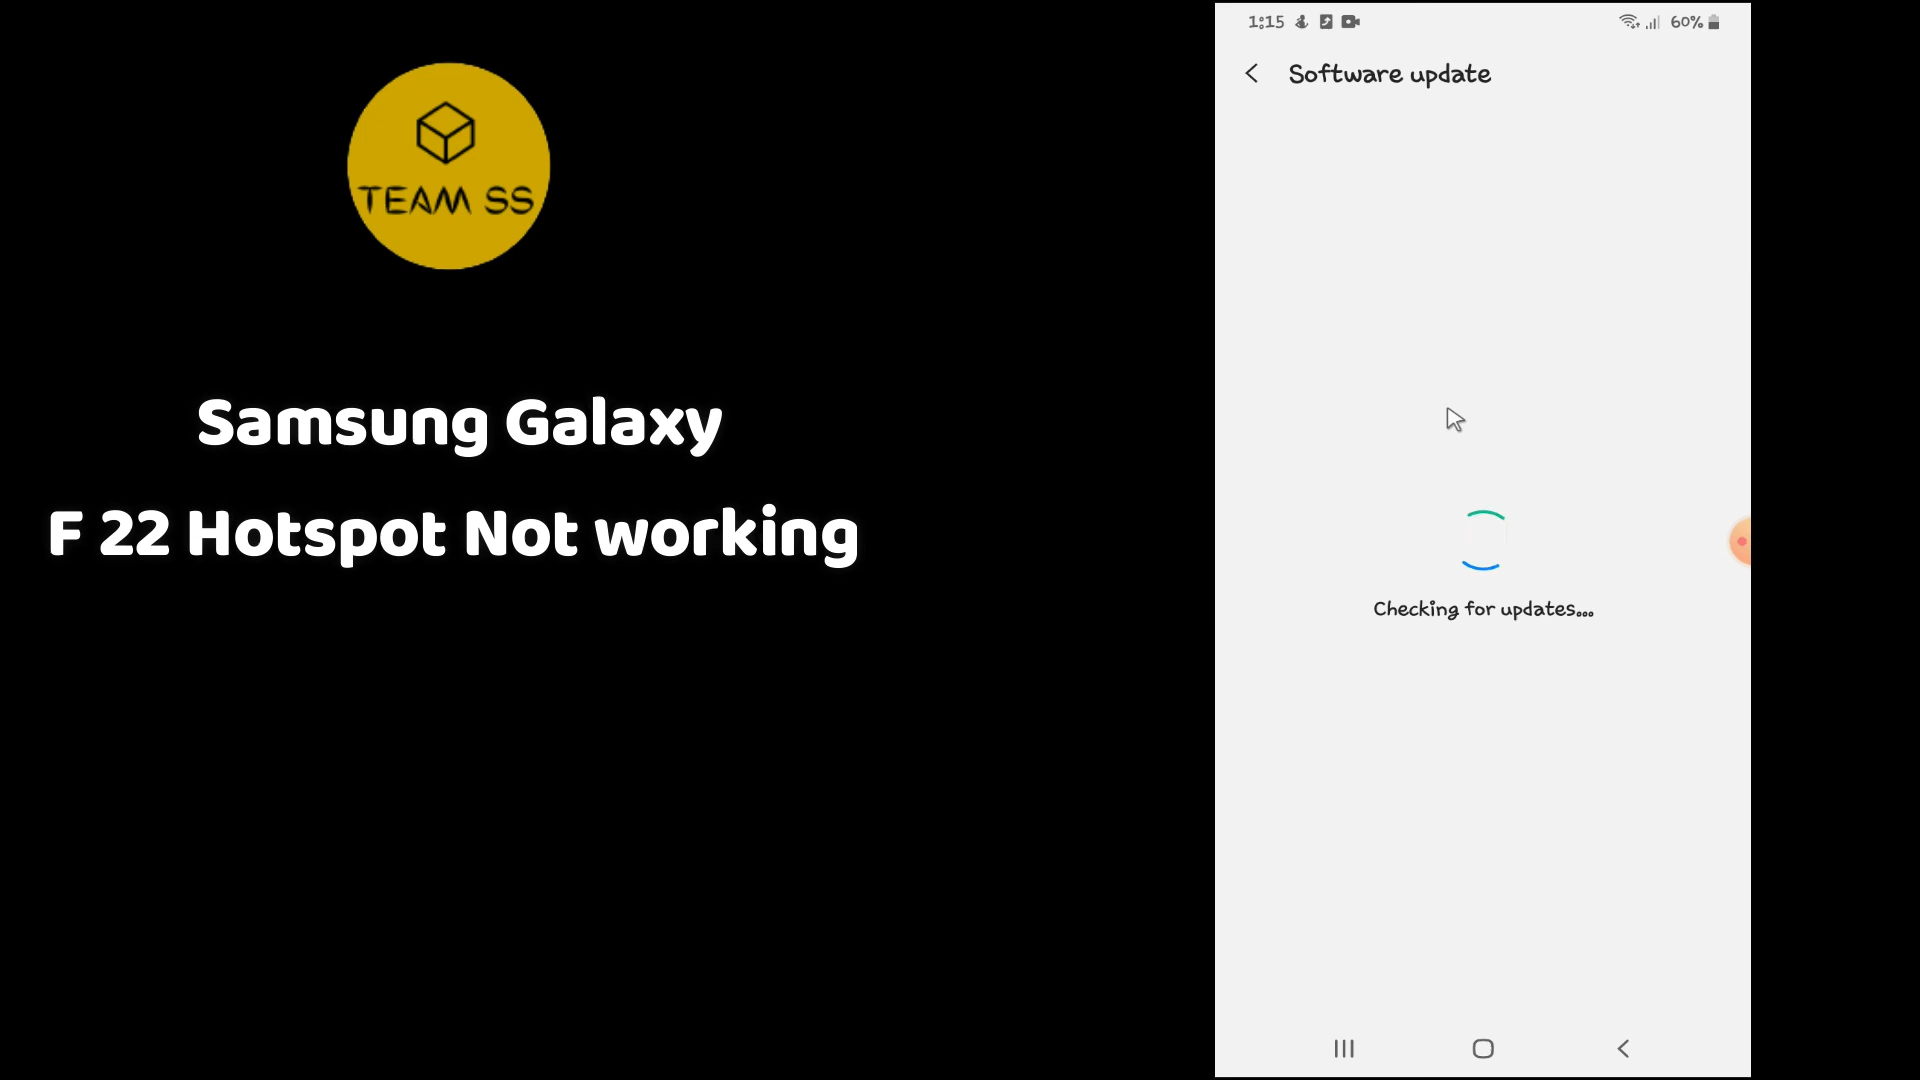 TEAM SS
Samsung Galaxy
F 22 Hotspot Not working
1:15
60%
Software update
Checking for updates...